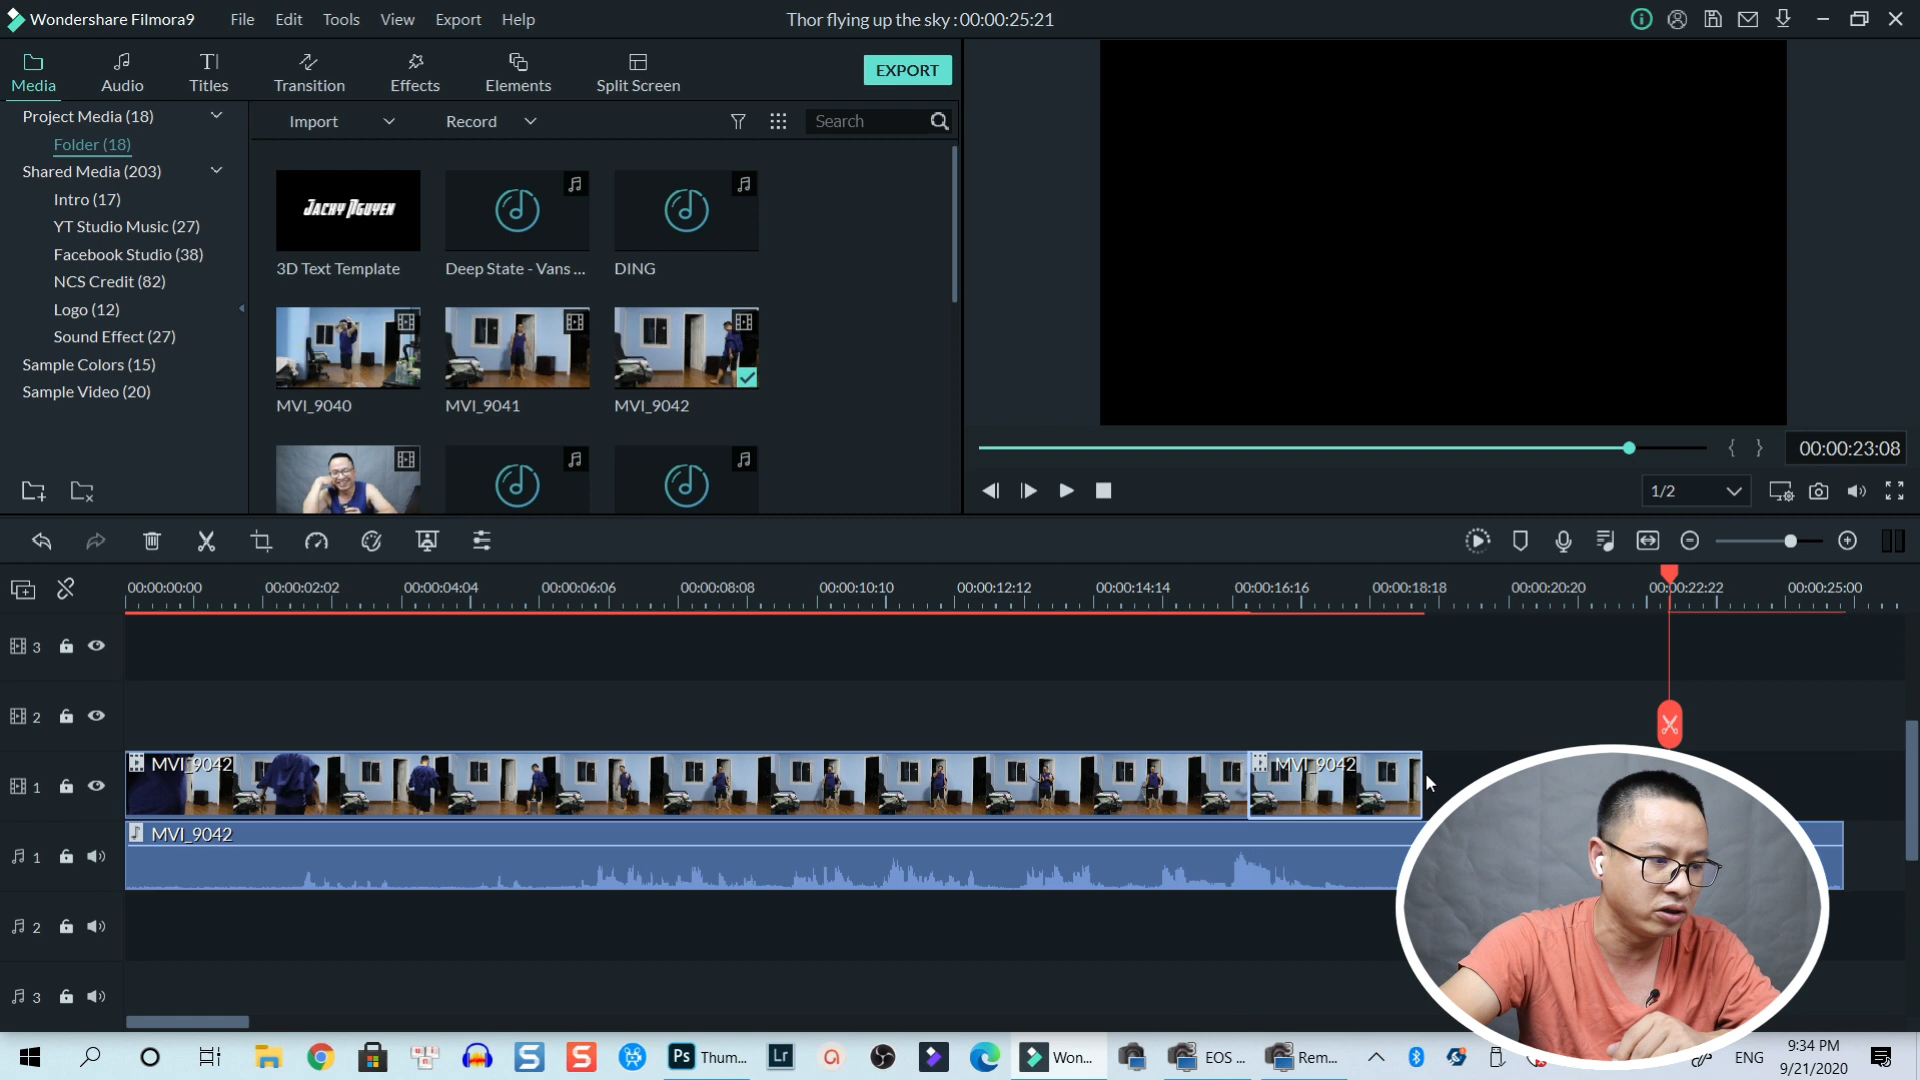 Wondershare Filmora9 File Edit Tools View Export Help Thor flying up the sky : 00:00:25:21
Media Audio Titles Transition Effects Elements Split Screen EXPORT
Project Media (18)
Folder (18)
Shared Media (203)
Intro (17)
YT Studio Music (27)
Facebook Studio (38)
NCS Credit (82)
Logo (12)
Sound Effect (27)
Sample Colors (15)
Sample Video (20)
Import Record Search
JACKY NGUYEN
3D Text Template Deep State - Vans ... DING
MVI_9040 MVI_9041 MVI_9042
{ } 00:00:23:08
1/2
00:00:00:00 00:00:02:02 00:00:04:04 00:00:06:06 00:00:08:08 00:00:10:10 00:00:12:12 00:00:14:14 00:00:16:16 00:00:18:18 00:00:20:20 00:00:22:22 00:00:25:00
3
2
1 MVI_9042 MVI_9042
1 MVI_9042
2
3
Ps Thum... Lr Won... EOS ... Rem... ENG 9:34 PM
9/21/2020